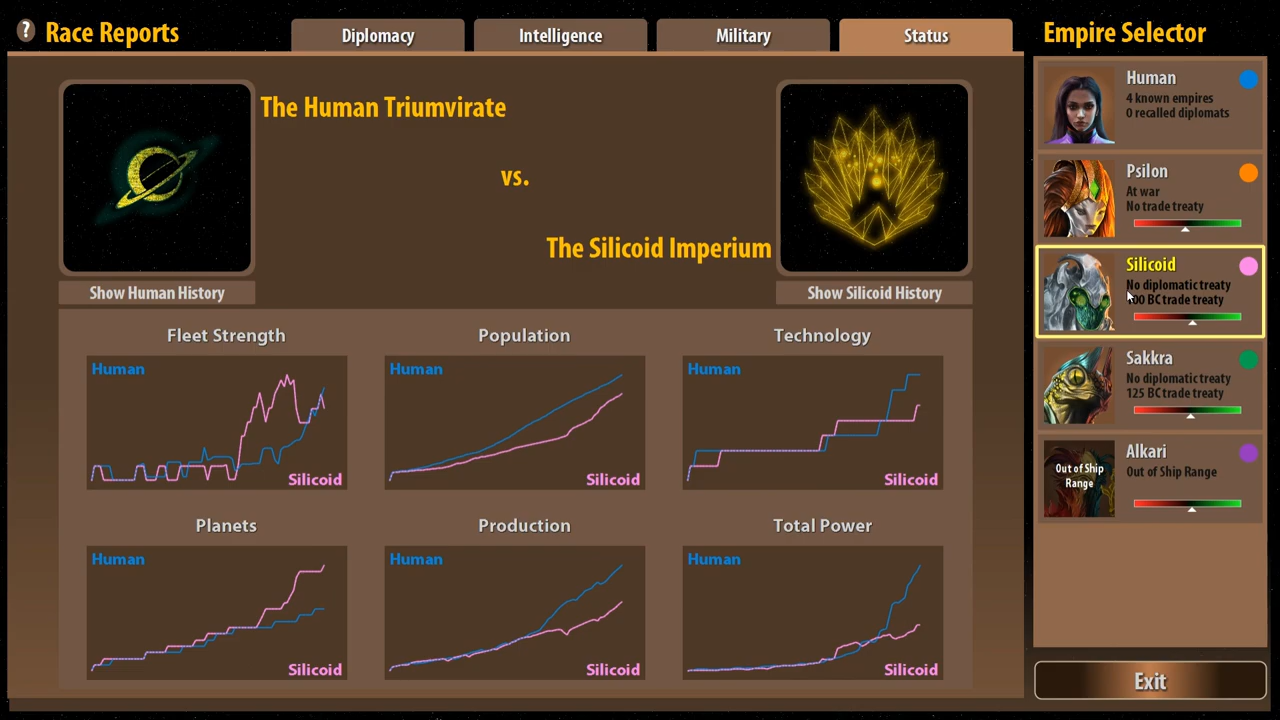 ?
Race Reports
Diplomacy
Intelligence
Military
Status
The Human Triumvirate
vs.
The Silicoid Imperium
Show Human History
Show Silicoid History
Fleet Strength
Human
Silicoid
Population
Human
Silicoid
Technology
Human
Silicoid
Planets
Human
Silicoid
Production
Human
Silicoid
Total Power
Human
Silicoid
Empire Selector
Human
4 known empires
0 recalled diplomats
Psilon
At war
No trade treaty
Silicoid
No diplomatic treaty
BC trade treaty
Sakkra
No diplomatic treaty
125 BC trade treaty
Out of Ship
Range
Alkari
Out of Ship Range
Exit